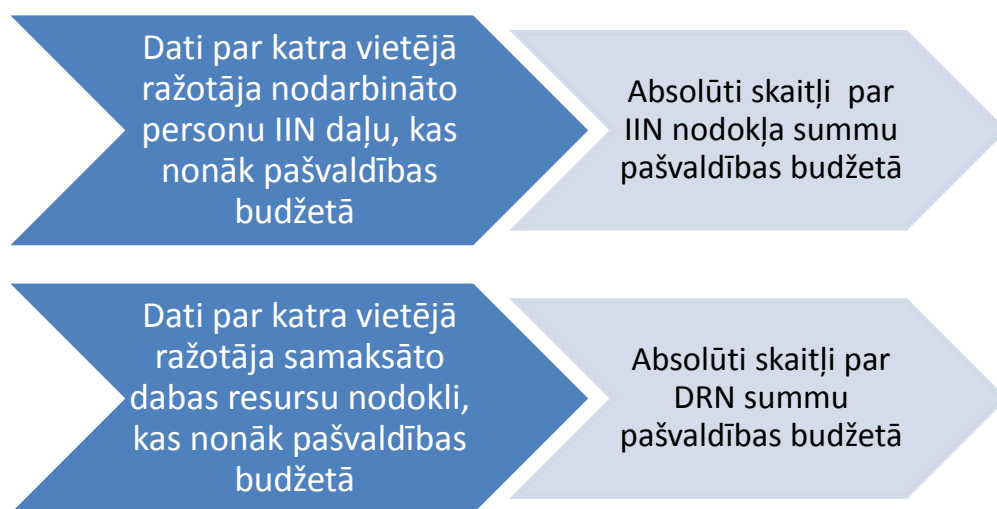 Dati par katra vietējā
ražotāja nodarbināto
personu IIN daļu, kas
nonāk pašvaldības
budžetā
Absolūti skaitļi par
IIN nodokļa summu
pašvaldības budžetā
Dati par katra vietējā
ražotāja samaksāto
dabas resursu nodokli,
kas nonāk pašvaldības
budžetā
Absolūti skaitļi par
DRN summu
pašvaldības budžetā